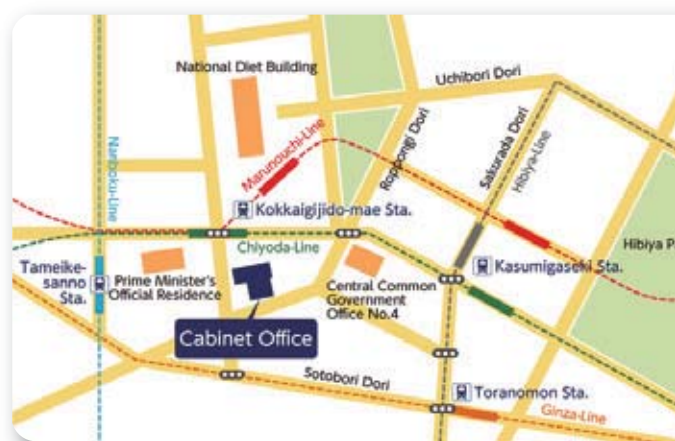 National Diet Building
Uchibori Dori
Nanboku-Line
Marunouchi-Line
Roppongi Dori
Sakurada Dori
Hibiya-Line
Kokkaigijido-mae Sta.
Chiyoda-Line
Hibiya P
Tameike-
sanno
Sta.
Prime Minister's
Official Residence
Central Common
Government
Office No.4
Kasumigaseki Sta.
Cabinet Office
Sotobori Dori
Toranomon Sta.
Ginza-Line